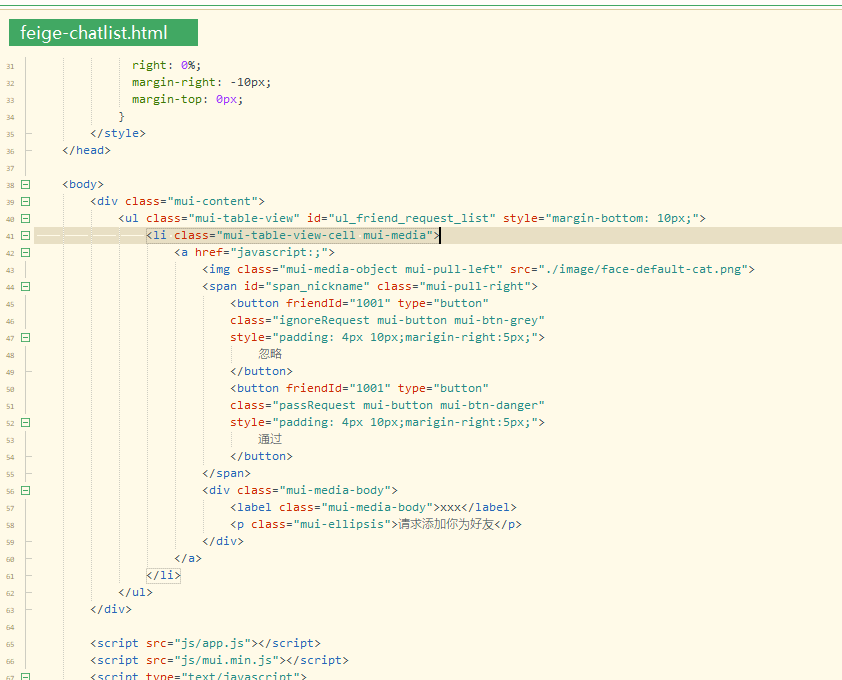 feige-chatlist.html
31 right: 0%;
32 margin-right: -10px;
33 margin-top: 0px;
34 }
35 </style>
36 </head>
37
38 <body>
39 <div class="mui-content">
40 <ul class="mui-table-view" id="ul_friend_request_list" style="margin-bottom: 10px;">
41 <li class="mui-table-view-cell mui-media">
42 <a href="javascript:;">
43 <img class="mui-media-object mui-pull-left" src="./image/face-default-cat.png">
44 <span id="span_nickname" class="mui-pull-right">
45 <button friendId="1001" type="button"
46 class="ignoreRequest mui-button mui-btn-grey"
47 style="padding: 4px 10px;marigin-right:5px;">
48 忽略
49 </button>
50 <button friendId="1001" type="button"
51 class="passRequest mui-button mui-btn-danger"
52 style="padding: 4px 10px;marigin-right:5px;">
53 通过
54 </button>
55 </span>
56 <div class="mui-media-body">
57 <label class="mui-media-body">xxx</label>
58 <p class="mui-ellipsis">请求添加你为好友</p>
59 </div>
60 </a>
61 </li>
62 </ul>
63 </div>
64
65 <script src="js/app.js"></script>
66 <script src="js/mui.min.js"></script>
67 <script type="text/javascript">